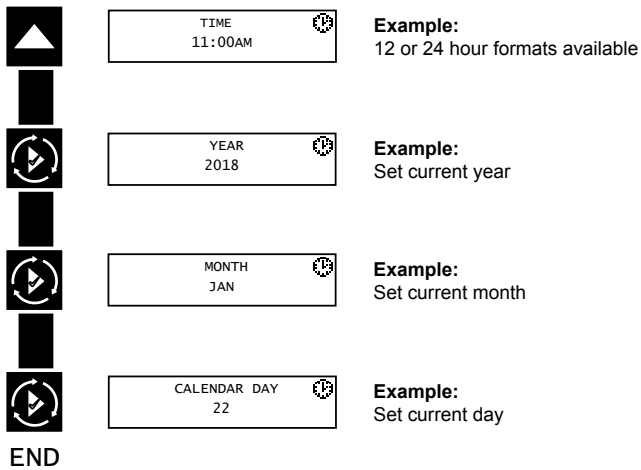 TIME
11:00AM
Example:
12 or 24 hour formats available
YEAR
2018
Example:
Set current year
MONTH
JAN
Example:
Set current month
CALENDAR DAY
22
Example:
Set current day
END